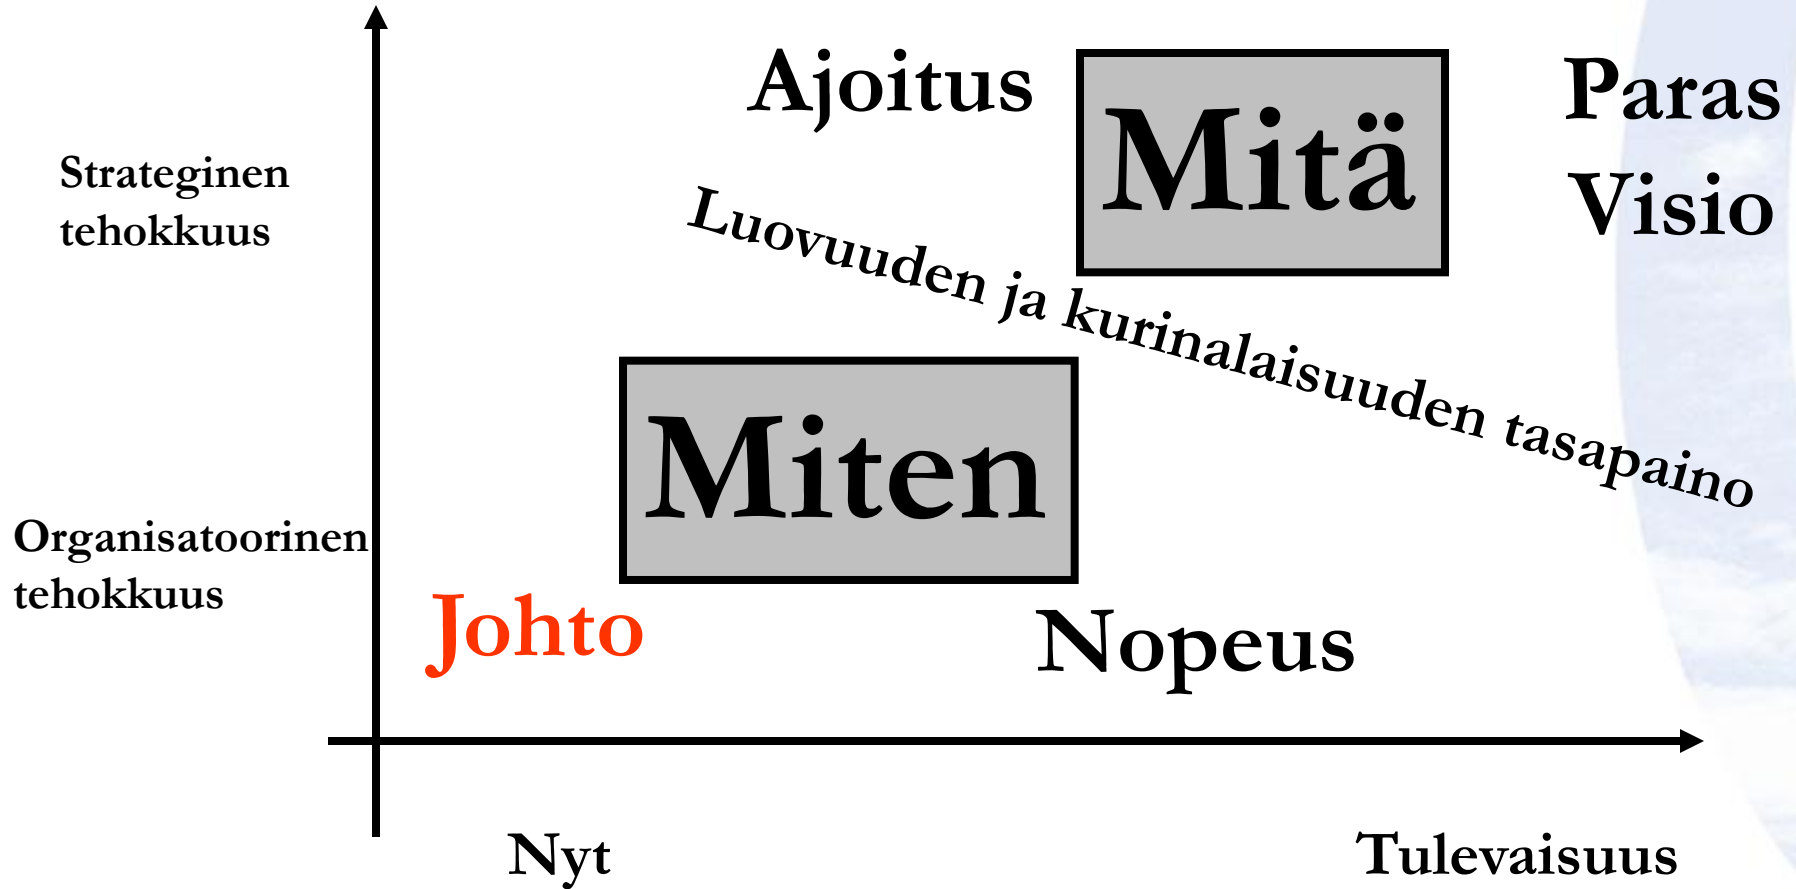 Ajoitus
Mitä
Paras
Visio
Strateginen
tehokkuus
Luovuuden ja kurinalaisuuden tasapaino
Miten
Organisatoorinen
tehokkuus
Johto
Nopeus
Nyt
Tulevaisuus